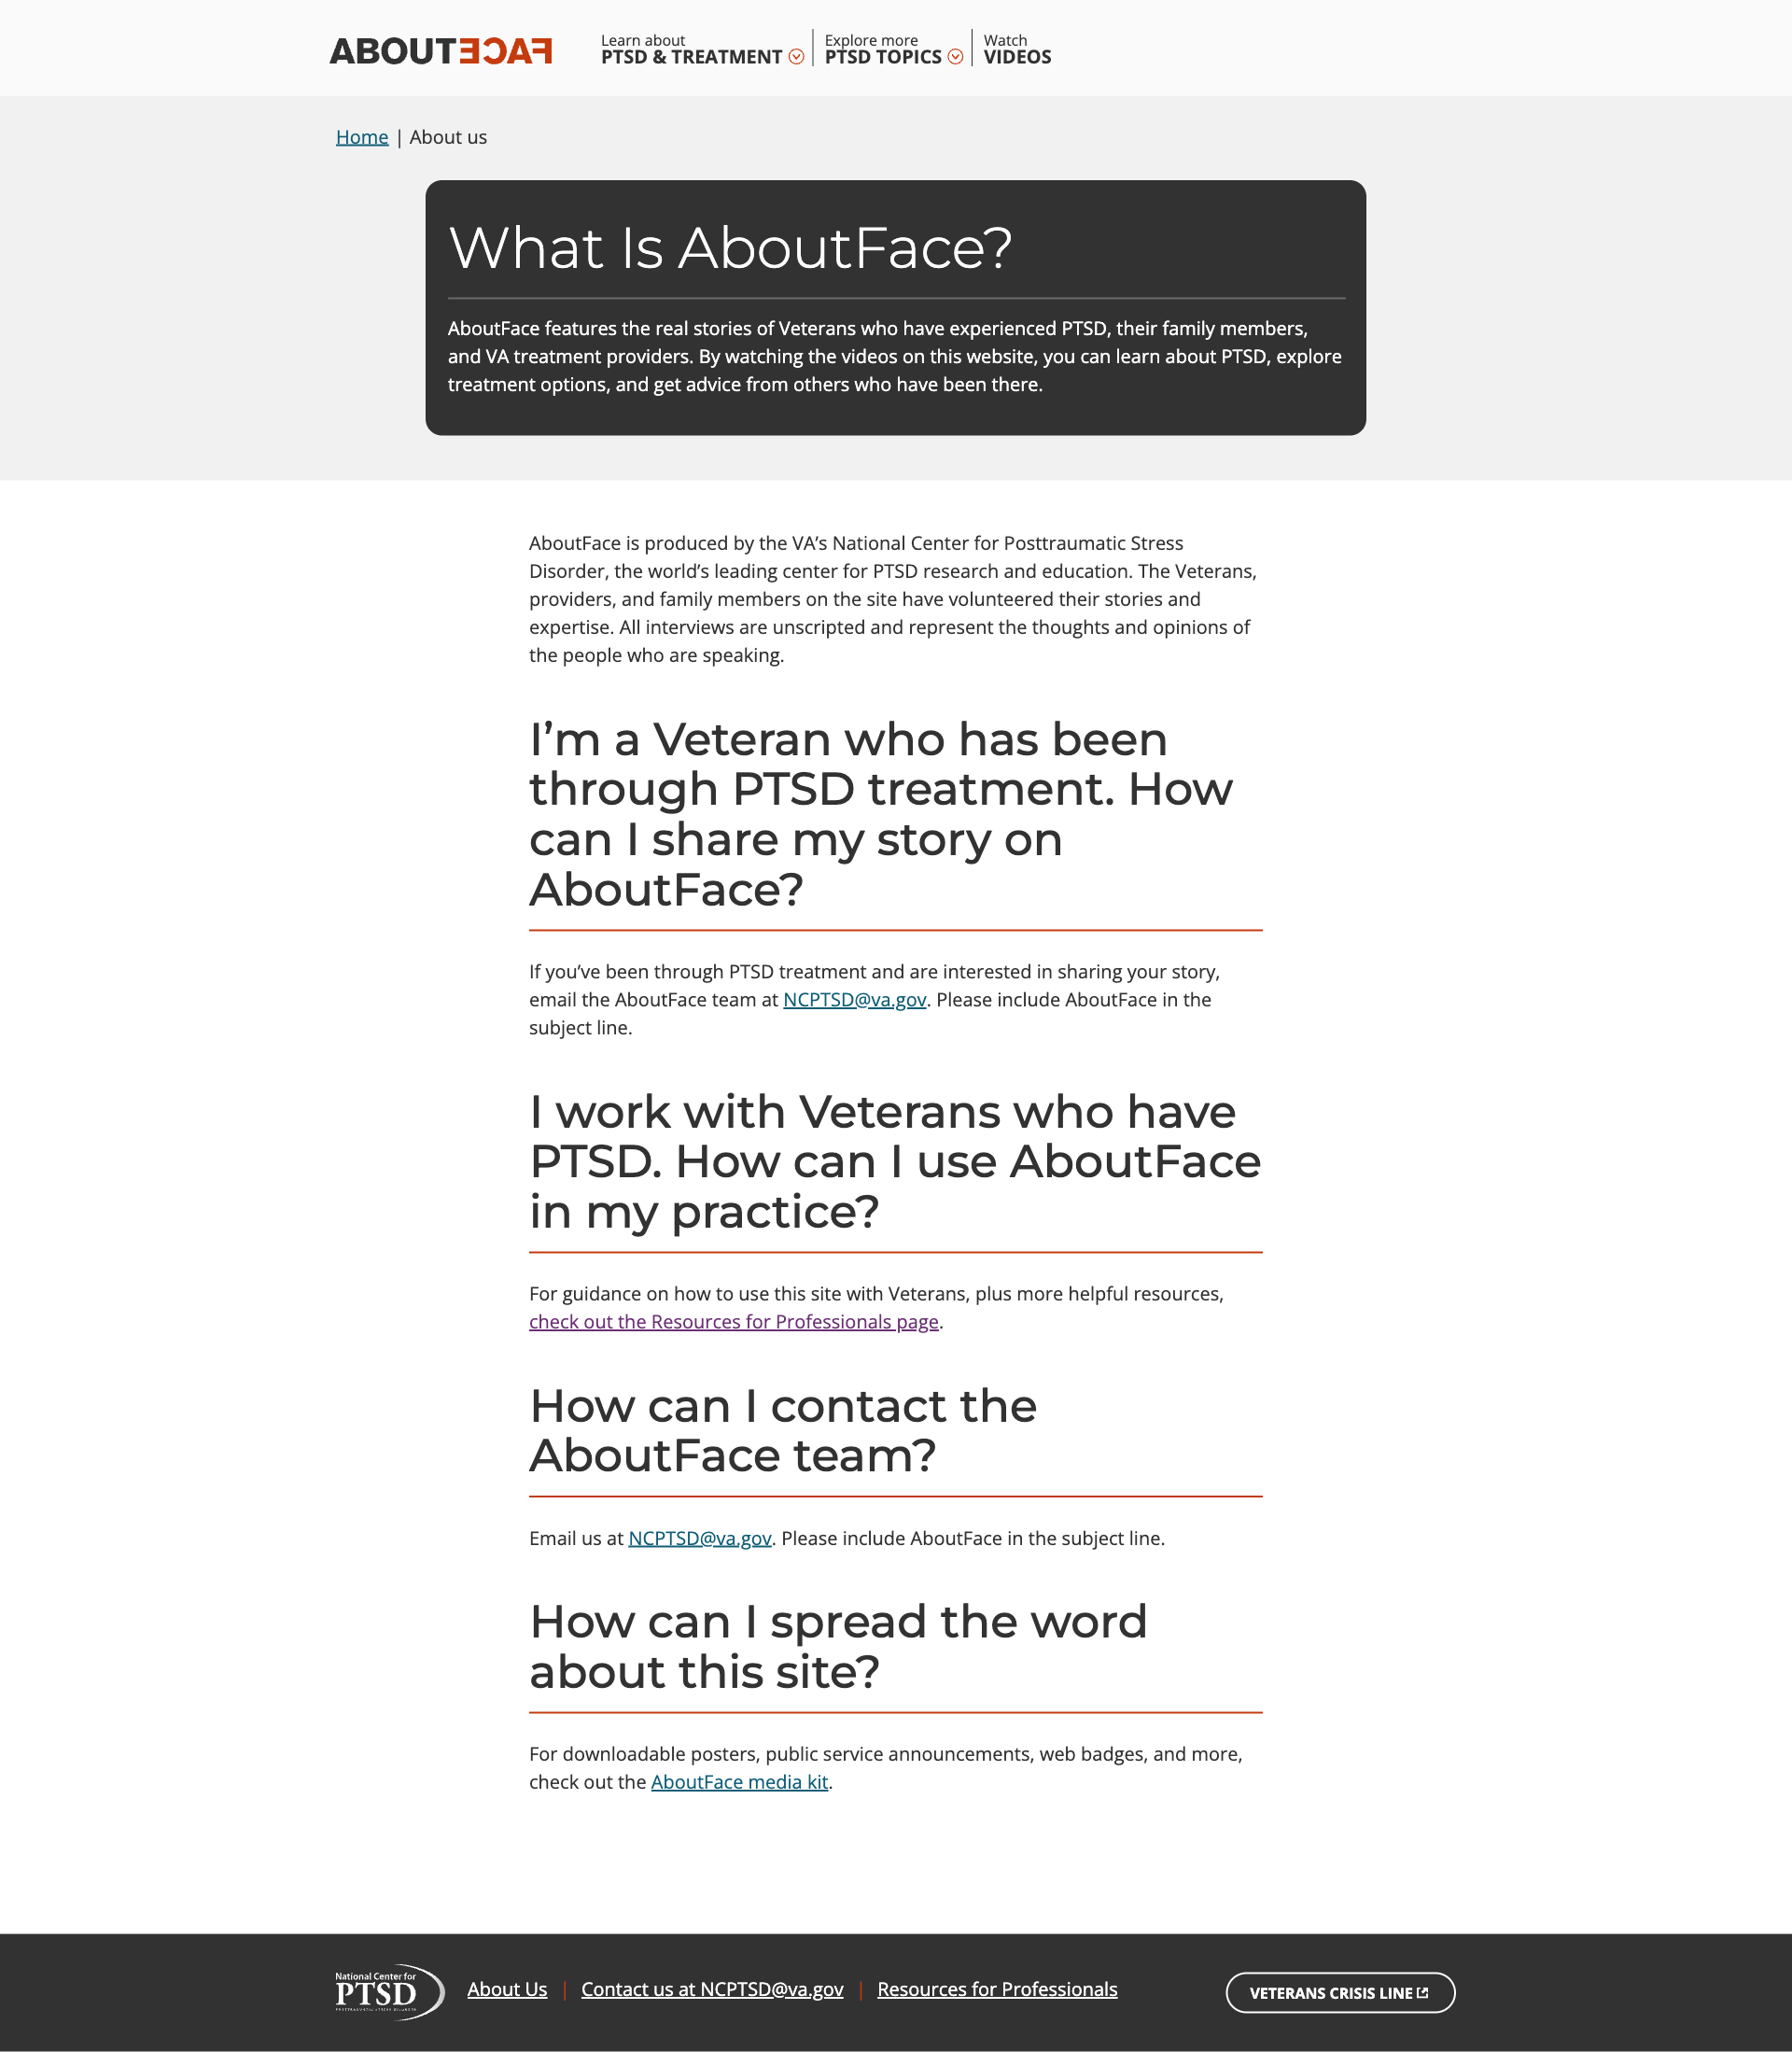 ABOUTFACE
Learn about
PTSD & TREATMENT
Explore more
PTSD TOPICS
Watch
VIDEOS
Home | About us
What Is AboutFace?
AboutFace features the real stories of Veterans who have experienced PTSD, their family members,
and VA treatment providers. By watching the videos on this website, you can learn about PTSD, explore
treatment options, and get advice from others who have been there.
AboutFace is produced by the VA’s National Center for Posttraumatic Stress
Disorder, the world’s leading center for PTSD research and education. The Veterans,
providers, and family members on the site have volunteered their stories and
expertise. All interviews are unscripted and represent the thoughts and opinions of
the people who are speaking.
I’m a Veteran who has been
through PTSD treatment. How
can I share my story on
AboutFace?
If you’ve been through PTSD treatment and are interested in sharing your story,
email the AboutFace team at NCPTSD@va.gov. Please include AboutFace in the
subject line.
I work with Veterans who have
PTSD. How can I use AboutFace
in my practice?
For guidance on how to use this site with Veterans, plus more helpful resources,
check out the Resources for Professionals page.
How can I contact the
AboutFace team?
Email us at NCPTSD@va.gov. Please include AboutFace in the subject line.
How can I spread the word
about this site?
For downloadable posters, public service announcements, web badges, and more,
check out the AboutFace media kit.
National Center for
PTSD
About Us | Contact us at NCPTSD@va.gov | Resources for Professionals
VETERANS CRISIS LINE